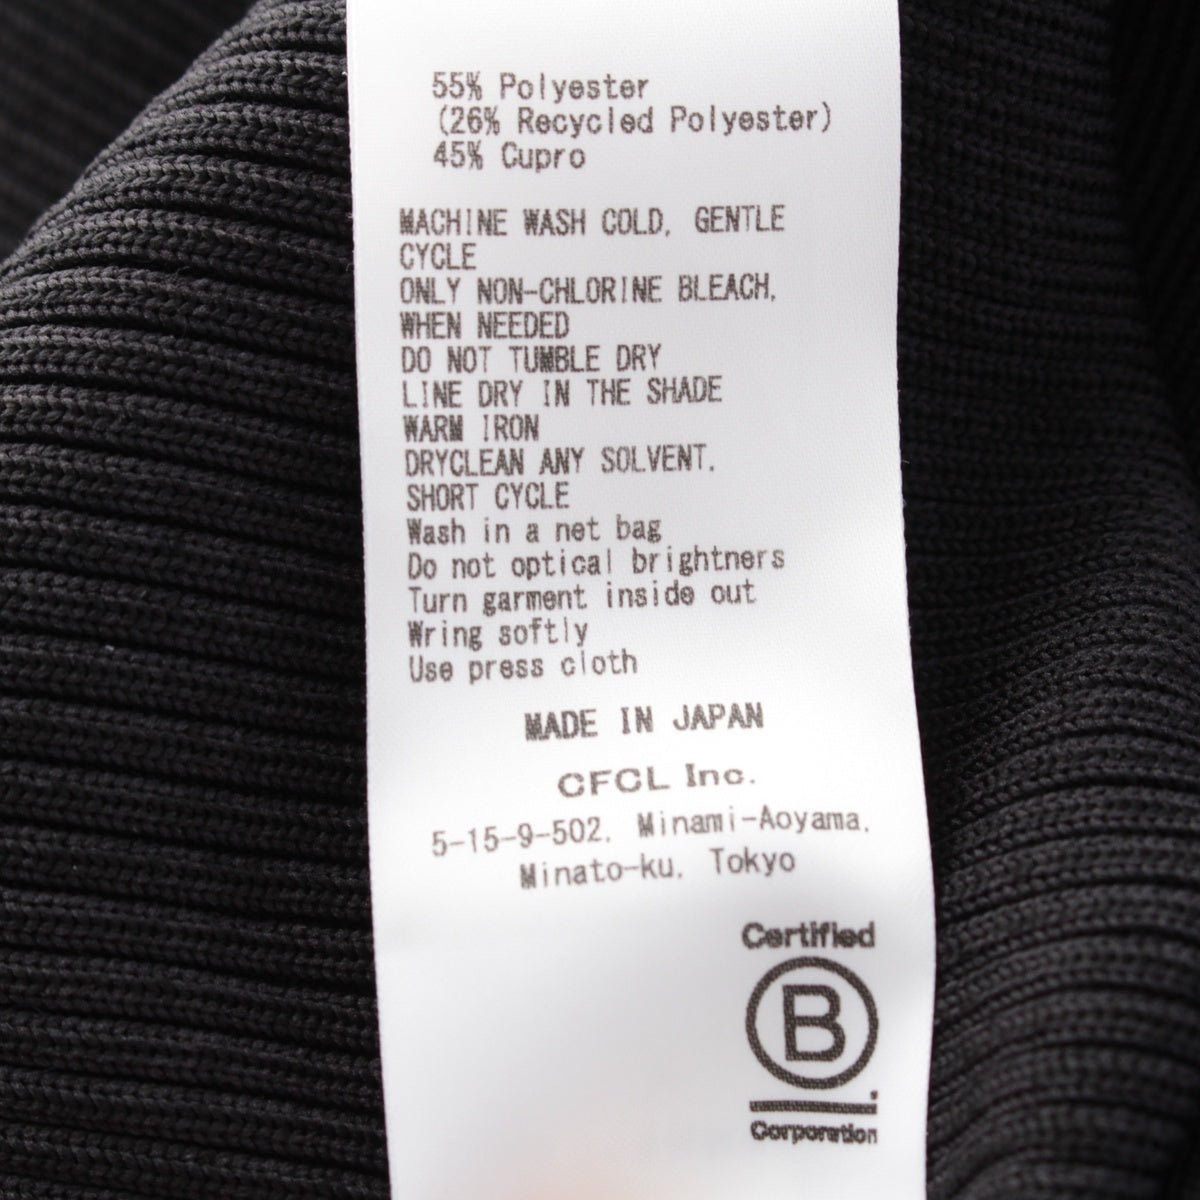 55% Polyester
(26% Recycled Polyester)
45% Cupro
MACHINE WASH COLD, GENTLE
CYCLE
ONLY NON-CHLORINE BLEACH,
WHEN NEEDED
DO NOT TUMBLE DRY
LINE DRY IN THE SHADE
WARM IRON
DRYCLEAN ANY SOLVENT,
SHORT CYCLE
Wash in a net bag
Do not optical brightners
Turn garment inside out
Wring softly
Use press cloth
MADE IN JAPAN
CFCL Inc.
5-15-9-502, Minami-Aoyama,
Minato-ku, Tokyo
Certified
B
Corporation